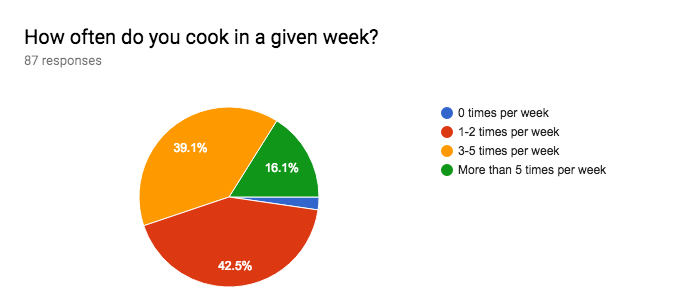 How often do you cook in a given week?
87 responses
0 times per week
1-2 times per week
3-5 times per week
More than 5 times per week
39.1%
16.1%
42.5%